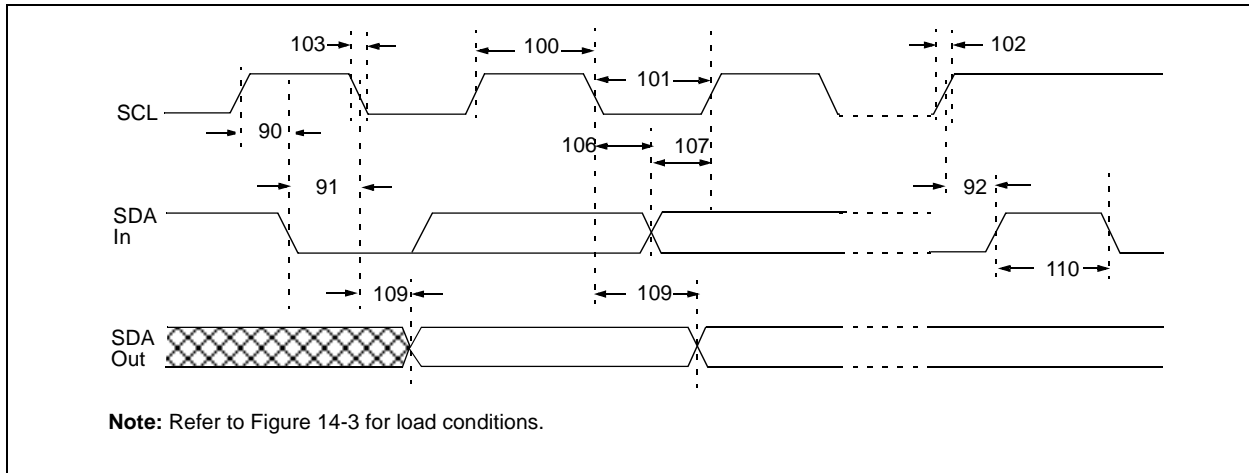 103
100
101
102
SCL
90
106
107
91
92
SDA
In
110
109
109
SDA
Out
Note: Refer to Figure 14-3 for load conditions.